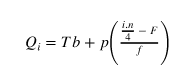 Q_i = Tb + p((i.n/4 - F)/f)